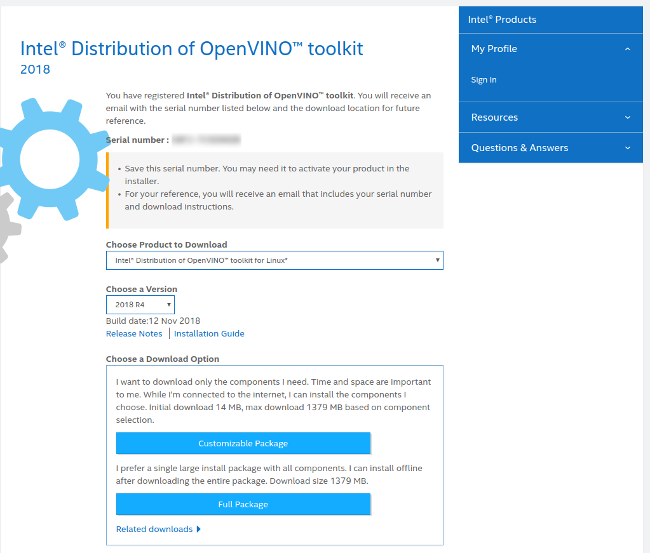 Intel® Distribution of OpenVINO™ toolkit
2018
You have registered Intel® Distribution of OpenVINO™ toolkit. You will receive an
email with the serial number listed below and the download location for future
reference.
Serial number :
• Save this serial number. You may need it to activate your product in the
installer.
• For your reference, you will receive an email that includes your serial number
and download instructions.
Choose Product to Download
Intel® Distribution of OpenVINO™ toolkit for Linux*
Choose a Version
2018 R4
Build date:12 Nov 2018
Release Notes | Installation Guide
Choose a Download Option
I want to download only the components I need. Time and space are important
to me. While I'm connected to the internet, I can install the components I
choose. Initial download 14 MB, max download 1379 MB based on component
selection.
Customizable Package
I prefer a single large install package with all components. I can install offline
after downloading the entire package. Download size 1379 MB.
Full Package
Related downloads
Intel® Products
My Profile
Sign In
Resources
Questions & Answers